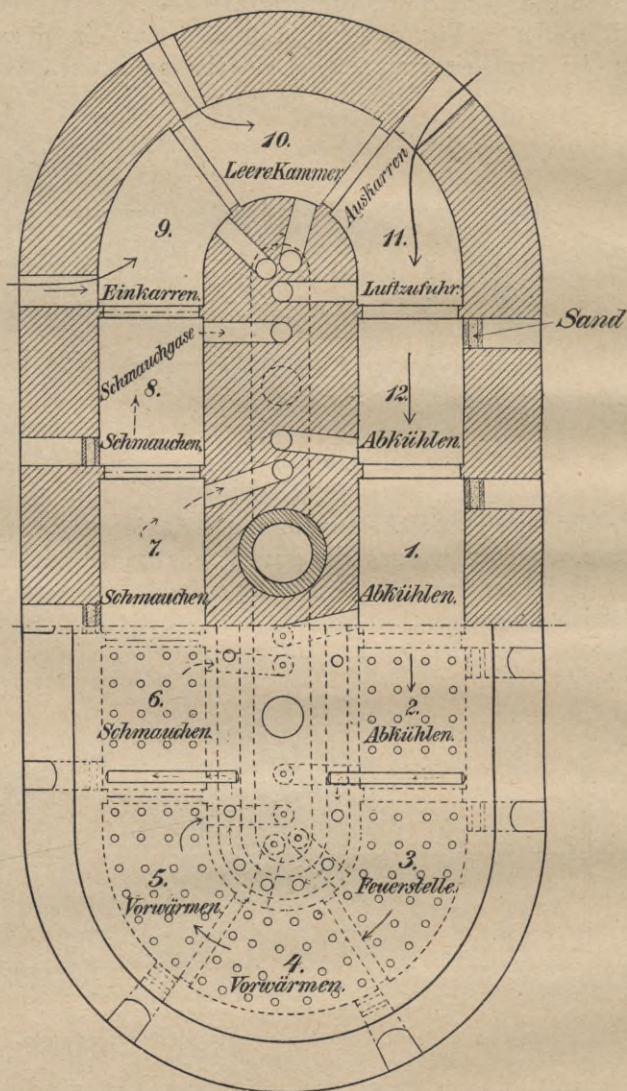 10.
Leere Kammer
Auskarren
9.
Einkarren.
11.
Luftzufuhr.
Sand
Schmauchgase
8.
Schmauchen.
12.
Abkühlen.
7.
Schmauchen.
1.
Abkühlen.
6.
Schmauchen.
2.
Abkühlen.
5.
Vorwärmen.
3.
Feuerstelle.
4.
Vorwärmen.